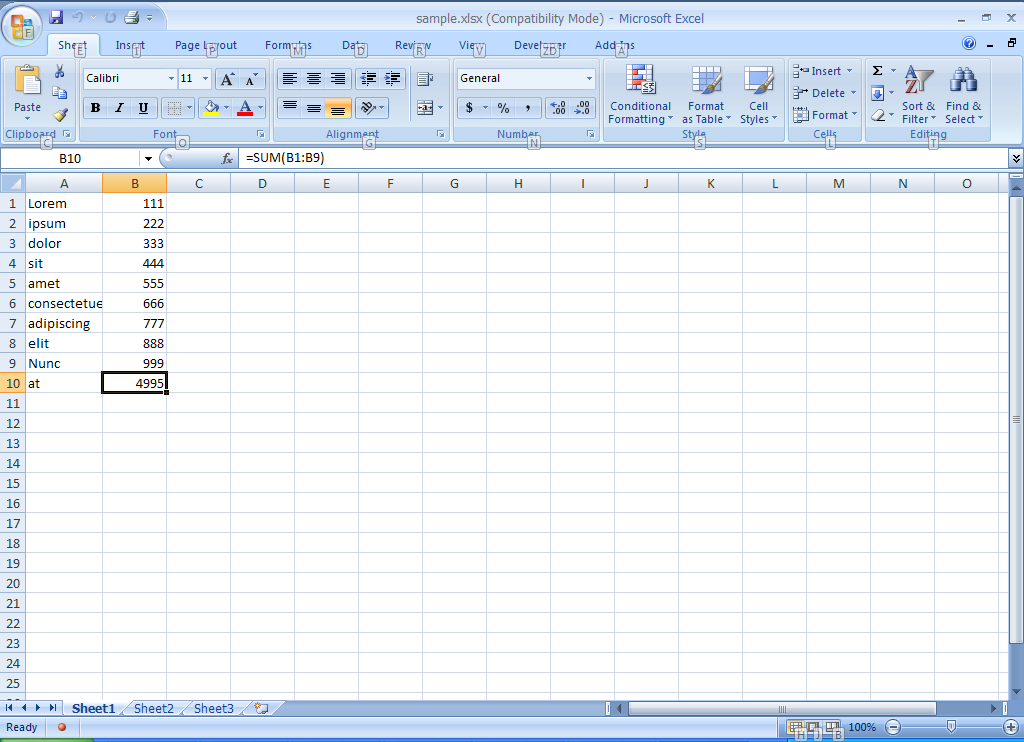 sample.xlsx (Compatibility Mode) - Microsoft Excel
Sheet Insert Page Layout Formulas Data Review View Developer Add-Ins
E I P M D R V ZD A
Calibri 11 General Insert Σ
Paste B I U A $ % , Conditional Formatting Format as Table Cell Styles Delete Format Sort & Filter Find & Select
Clipboard Font Alignment Number Style Cells Editing
C O G N S L T
B10 fx =SUM(B1:B9)
A B C D E F G H I J K L M N O
1 Lorem 111
2 ipsum 222
3 dolor 333
4 sit 444
5 amet 555
6 consectetue 666
7 adipiscing 777
8 elit 888
9 Nunc 999
10 at 4995
11
12
13
14
15
16
17
18
19
20
21
22
23
24
25
Sheet1 Sheet2 Sheet3
Ready H J B 100%